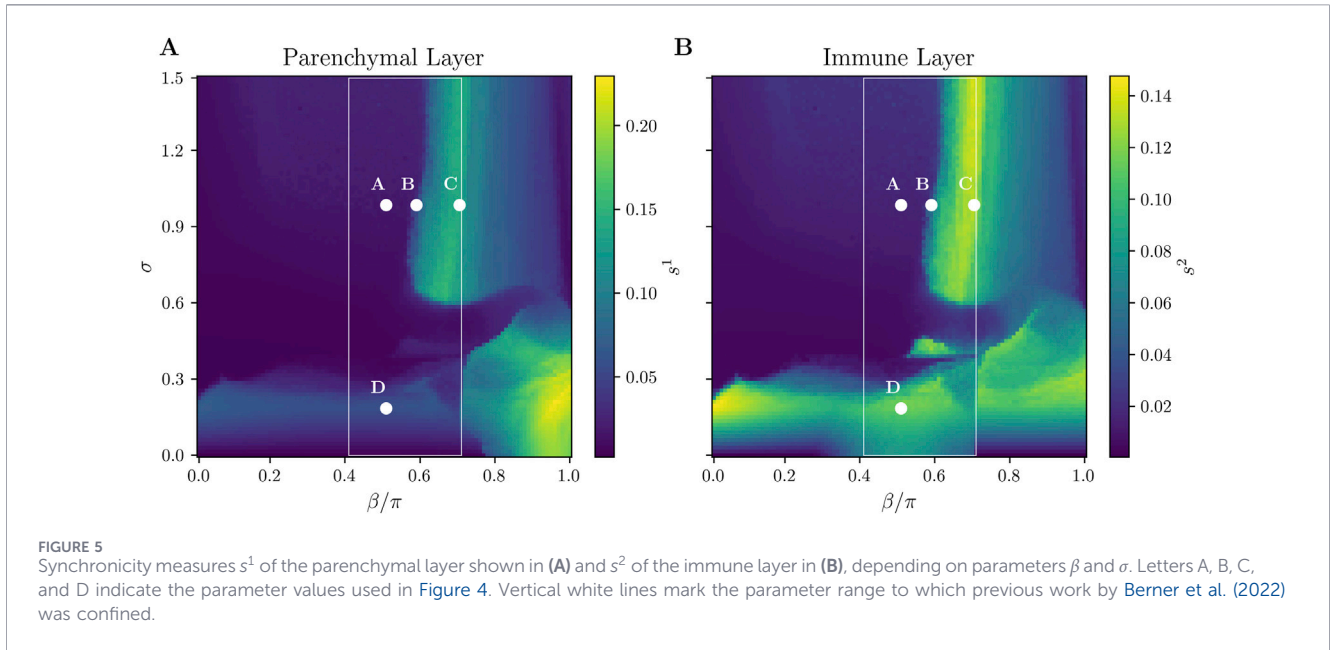 A
B
Parenchymal Layer
Immune Layer
1.5
1.2
0.9
0.6
0.3
0.0
σ
A
B
C
D
0.0
0.2
0.4
0.6
0.8
1.0
β/π
0.20
0.15
0.10
0.05
s¹
A
B
C
D
0.0
0.2
0.4
0.6
0.8
1.0
β/π
0.14
0.12
0.10
0.08
0.06
0.04
0.02
s²
FIGURE 5
Synchronicity measures s¹ of the parenchymal layer shown in (A) and s² of the immune layer in (B), depending on parameters β and σ. Letters A, B, C,
and D indicate the parameter values used in Figure 4. Vertical white lines mark the parameter range to which previous work by Berner et al. (2022)
was confined.